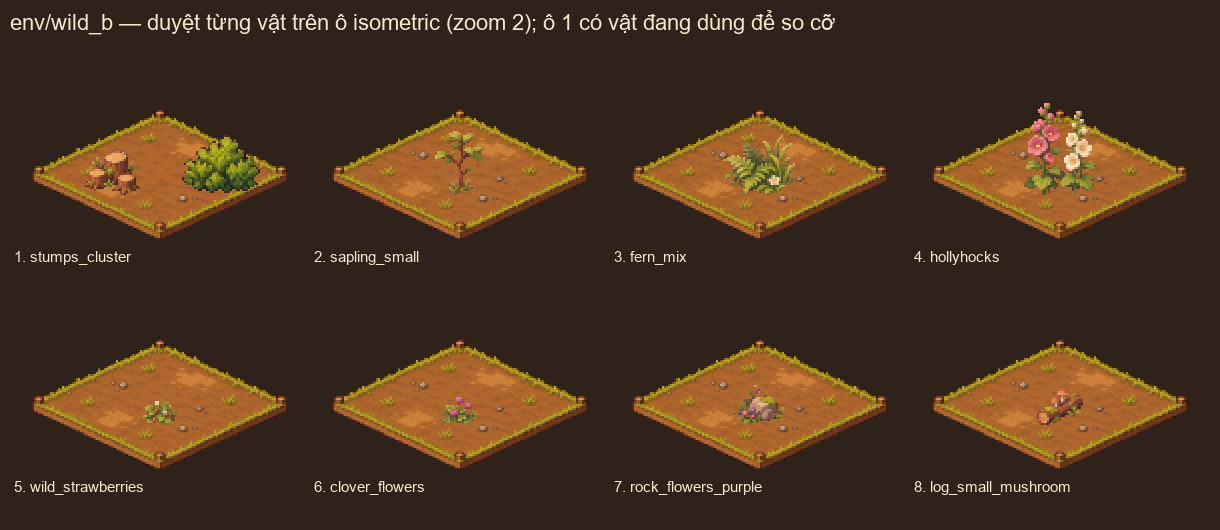 env/wild_b — duyệt từng vật trên ô isometric (zoom 2); ô 1 có vật đang dùng để so cỡ
1. stumps_cluster
2. sapling_small
3. fern_mix
4. hollyhocks
5. wild_strawberries
6. clover_flowers
7. rock_flowers_purple
8. log_small_mushroom